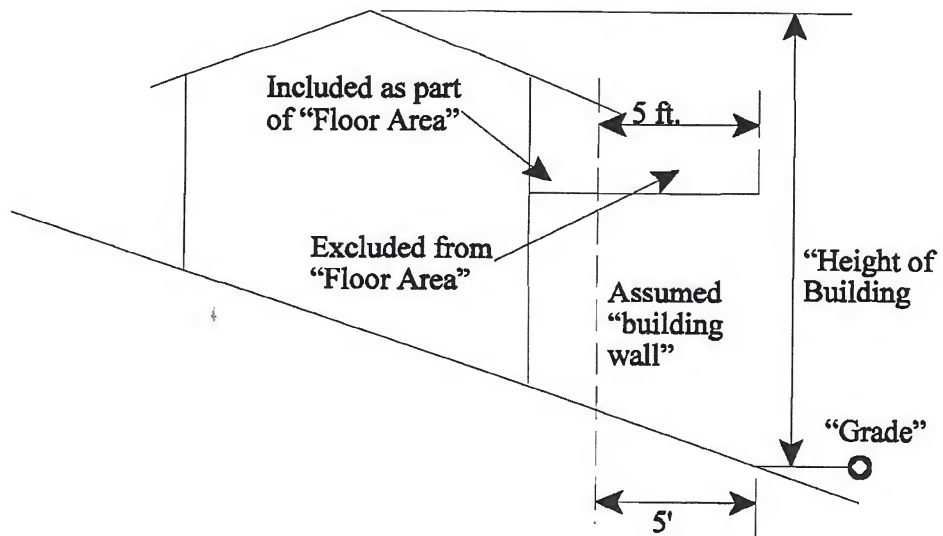 Included as part
of “Floor Area”
5 ft.
Excluded from
“Floor Area”
Assumed
“building
wall”
“Height of
Building
“Grade”
5'